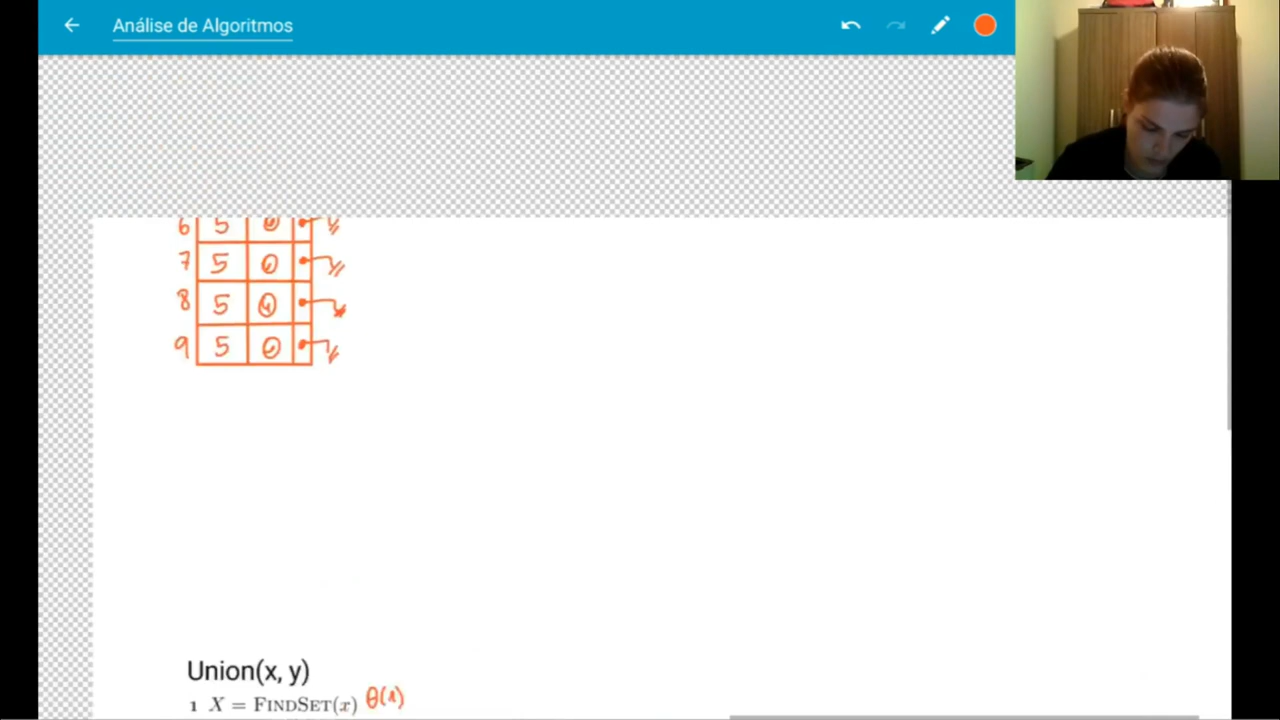 Análise de Algoritmos
6 5 0
7 5 0
8 5 0
9 5 0
Union(x, y)
1 X = FINDSET(x) θ(1)